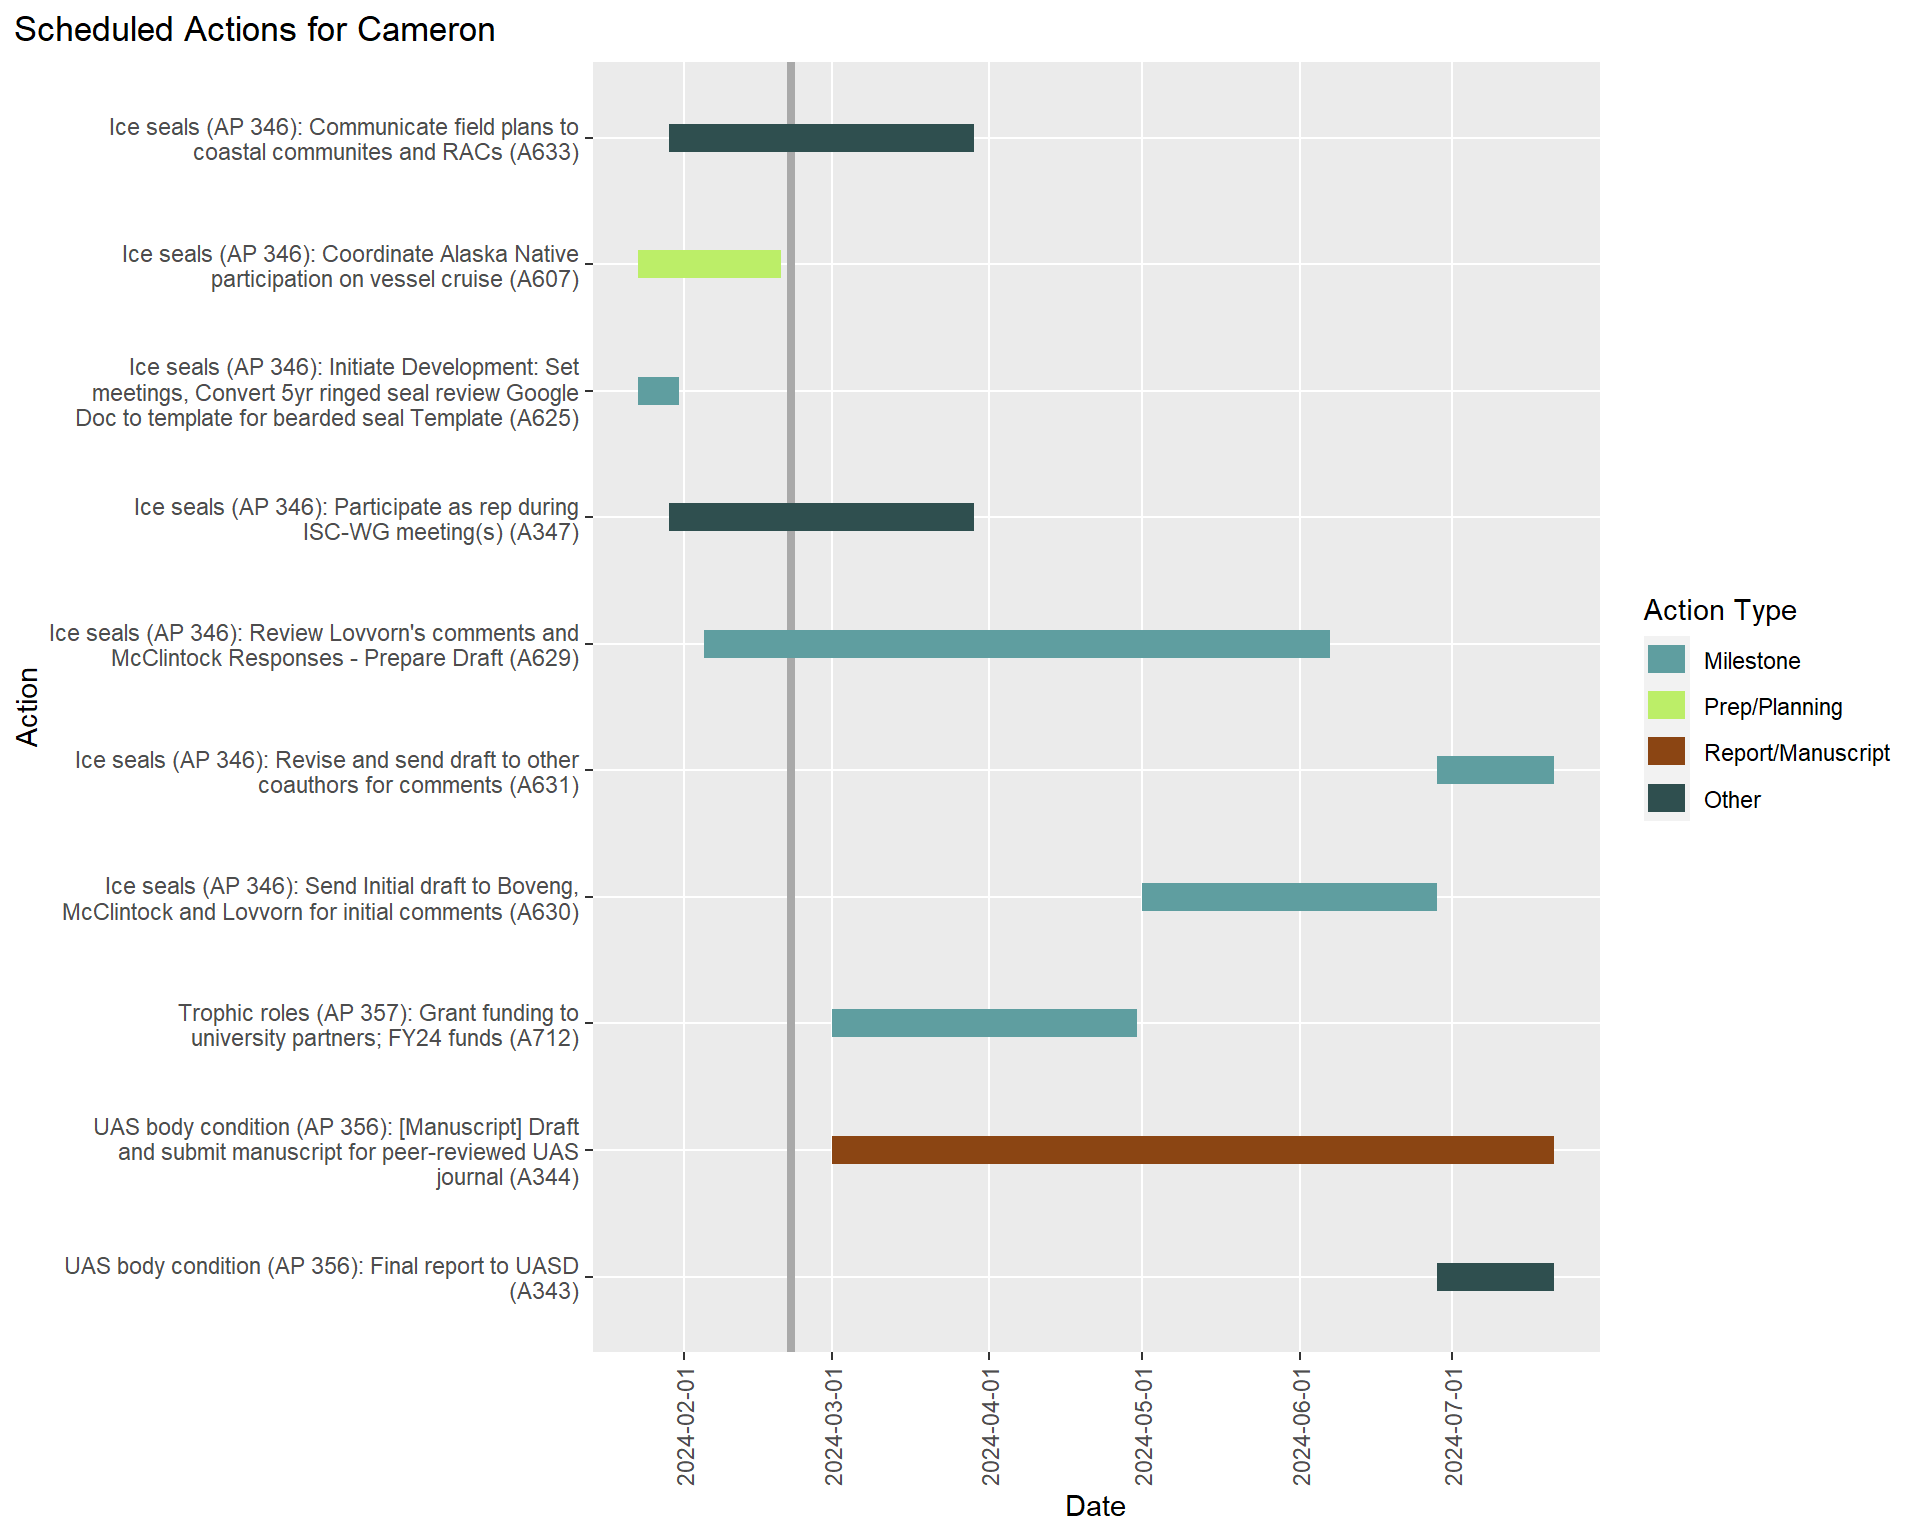 Scheduled Actions for Cameron
Ice seals (AP 346): Communicate field plans to
coastal communites and RACs (A633)
Ice seals (AP 346): Coordinate Alaska Native
participation on vessel cruise (A607)
Ice seals (AP 346): Initiate Development: Set
meetings, Convert 5yr ringed seal review Google
Doc to template for bearded seal Template (A625)
Ice seals (AP 346): Participate as rep during
ISC-WG meeting(s) (A347)
Ice seals (AP 346): Review Lovvorn's comments and
McClintock Responses - Prepare Draft (A629)
Ice seals (AP 346): Revise and send draft to other
coauthors for comments (A631)
Ice seals (AP 346): Send Initial draft to Boveng,
McClintock and Lovvorn for initial comments (A630)
Trophic roles (AP 357): Grant funding to
university partners; FY24 funds (A712)
UAS body condition (AP 356): [Manuscript] Draft
and submit manuscript for peer-reviewed UAS
journal (A344)
UAS body condition (AP 356): Final report to UASD
(A343)
Action
2024-02-01
2024-03-01
2024-04-01
2024-05-01
2024-06-01
2024-07-01
Date
Action Type
Milestone
Prep/Planning
Report/Manuscript
Other